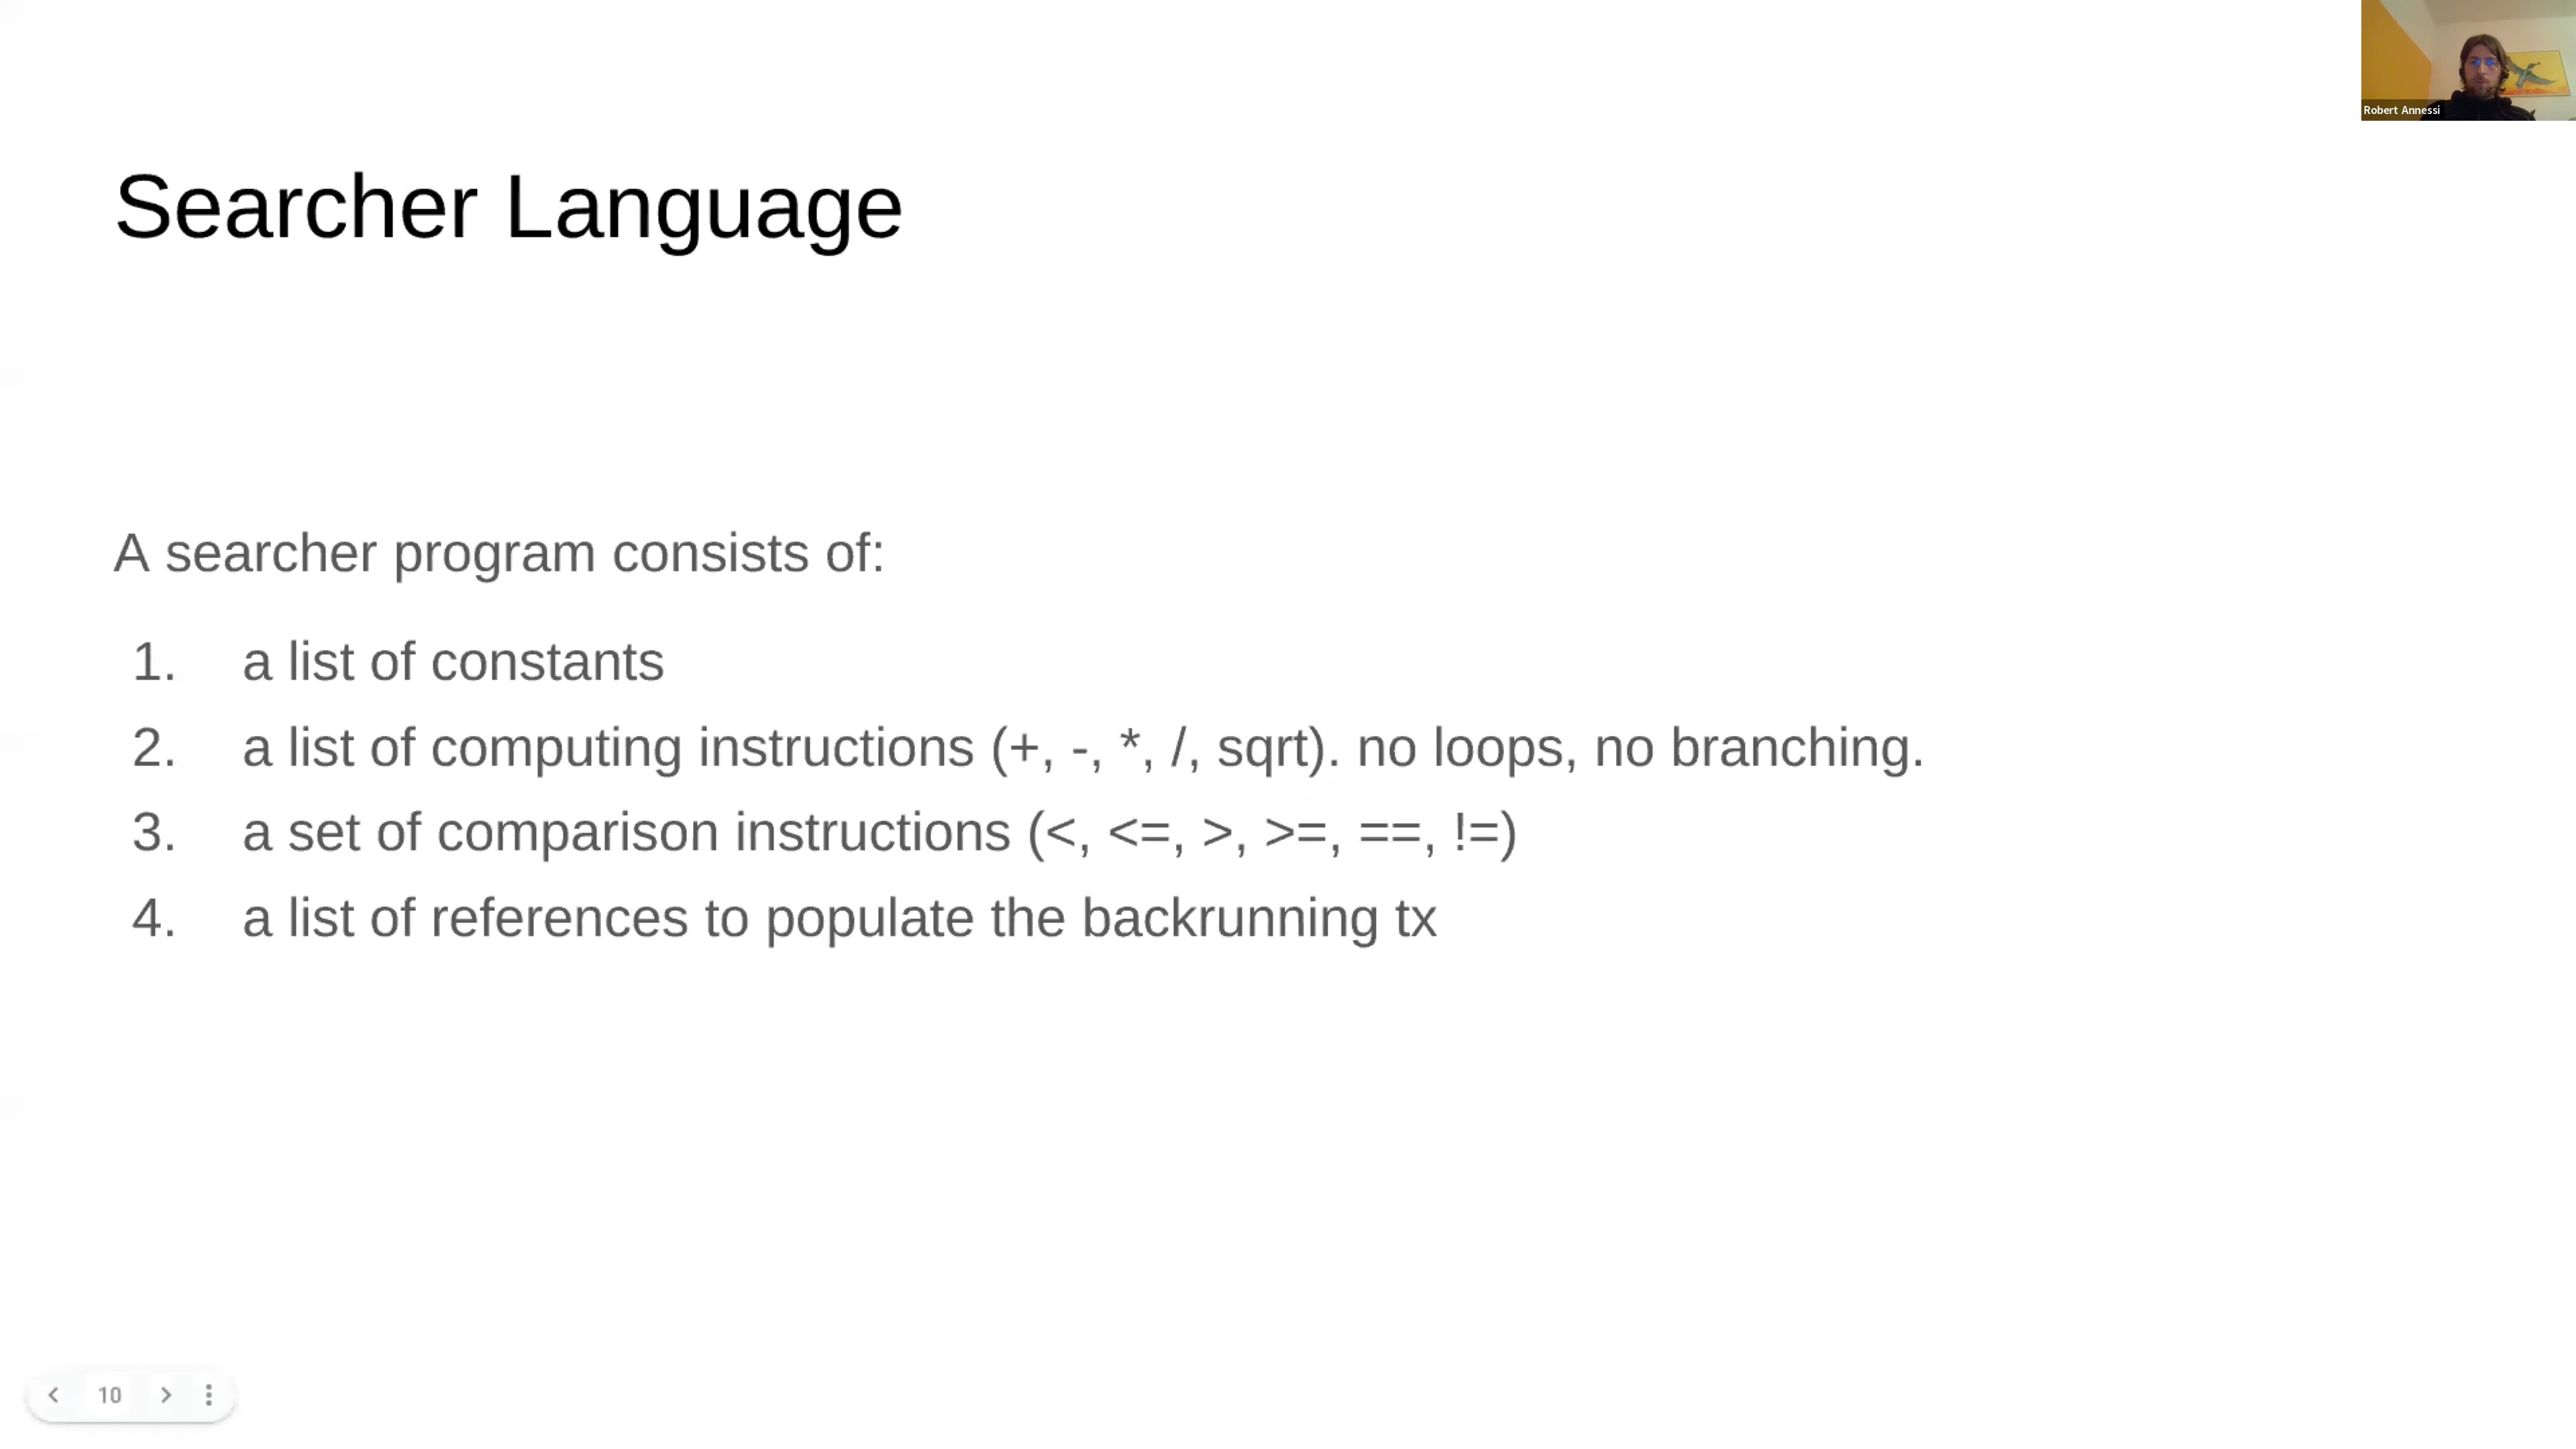 Robert Annessi
Searcher Language
A searcher program consists of:
1. a list of constants
2. a list of computing instructions (+, -, *, /, sqrt). no loops, no branching.
3. a set of comparison instructions (<, <=, >, >=, ==, !=)
4. a list of references to populate the backrunning tx
10